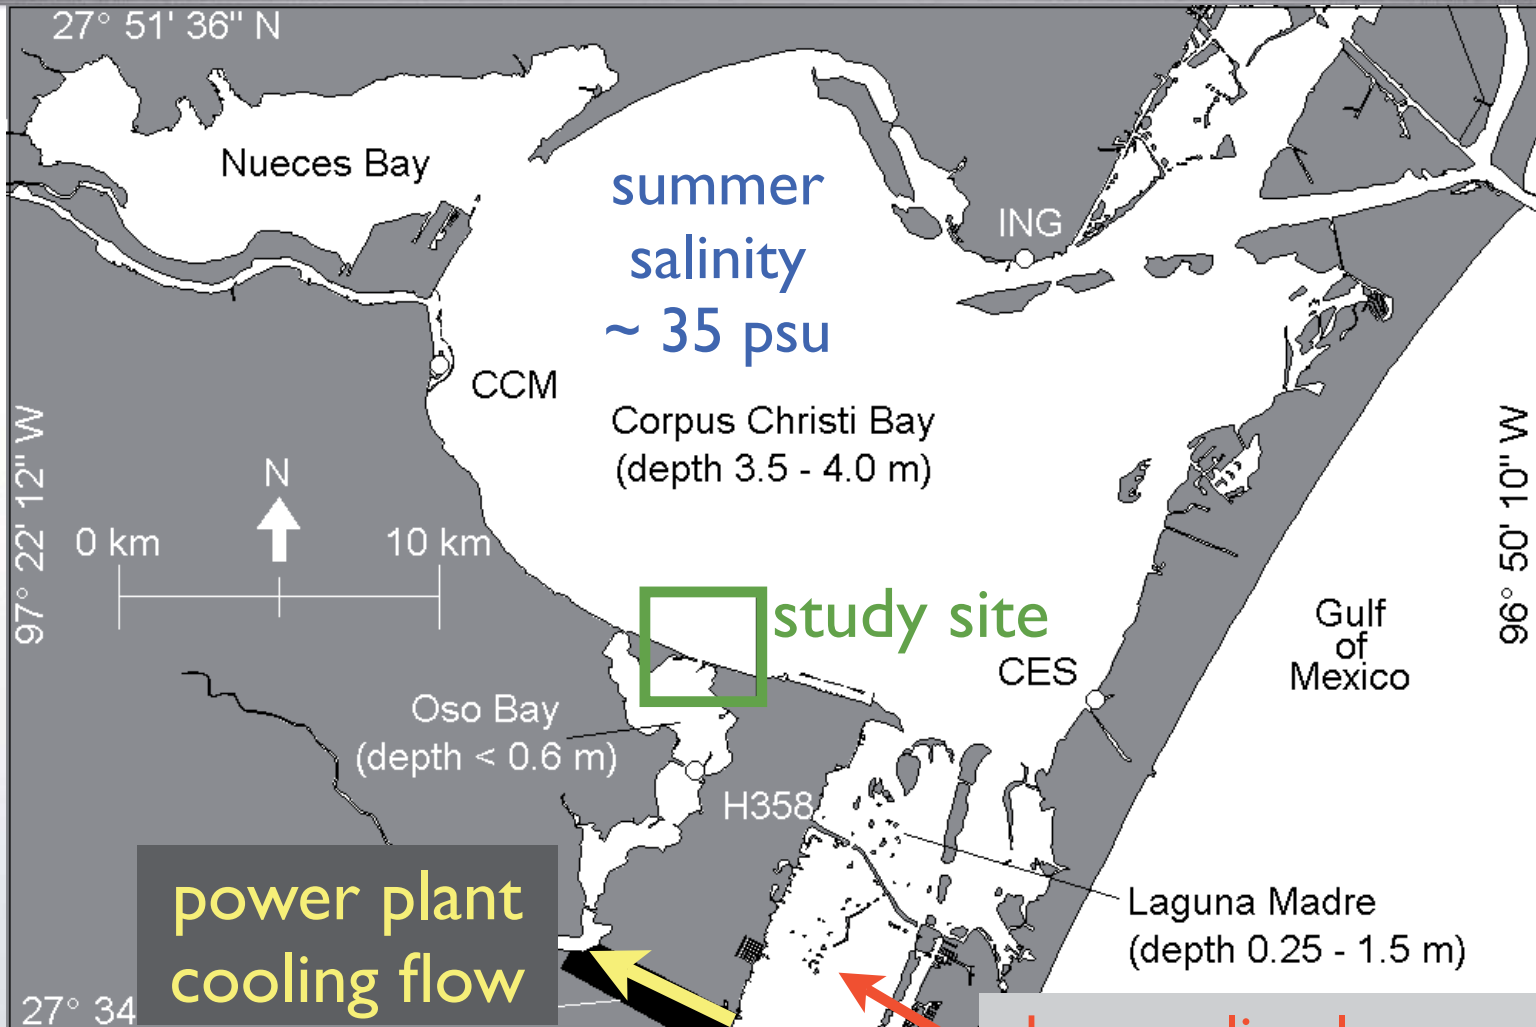 27° 51' 36" N
Nueces Bay
summer
salinity
~ 35 psu
ING
CCM
Corpus Christi Bay
(depth 3.5 - 4.0 m)
97° 22' 12" W
N
0 km
10 km
96° 50' 10" W
study site
Gulf
of
Mexico
CES
Oso Bay
(depth < 0.6 m)
H358
power plant
cooling flow
Laguna Madre
(depth 0.25 - 1.5 m)
27° 34